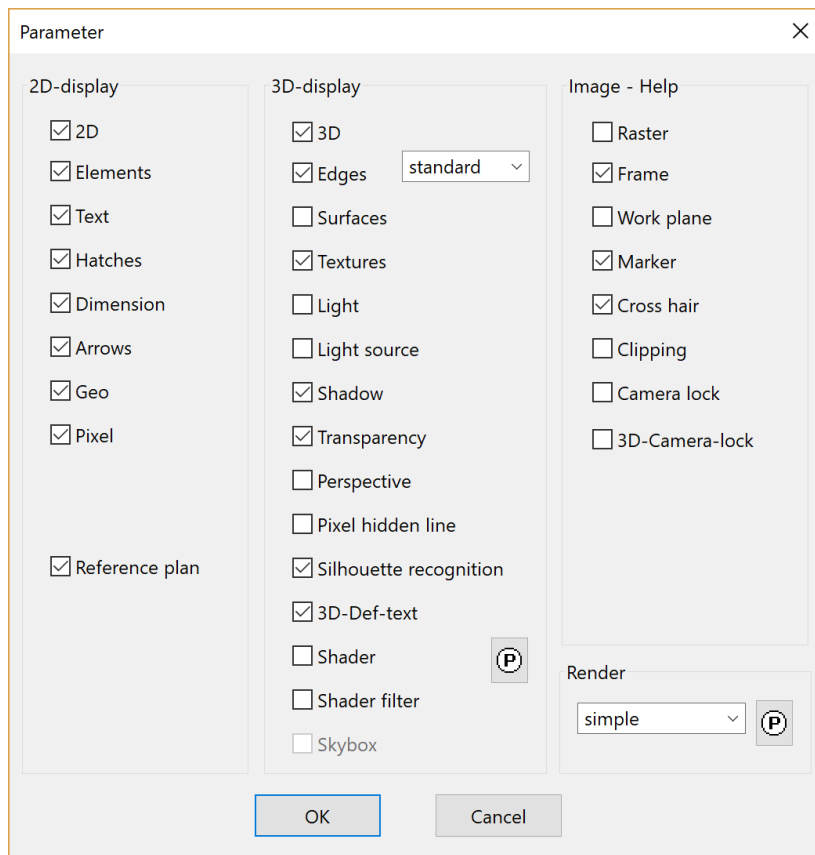 Parameter
2D-display
2D
Elements
Text
Hatches
Dimension
Arrows
Geo
Pixel
Reference plan
3D-display
3D
Edges standard
Surfaces
Textures
Light
Light source
Shadow
Transparency
Perspective
Pixel hidden line
Silhouette recognition
3D-Def-text
Shader P
Shader filter
Skybox
Image - Help
Raster
Frame
Work plane
Marker
Cross hair
Clipping
Camera lock
3D-Camera-lock
Render
simple P
OK Cancel